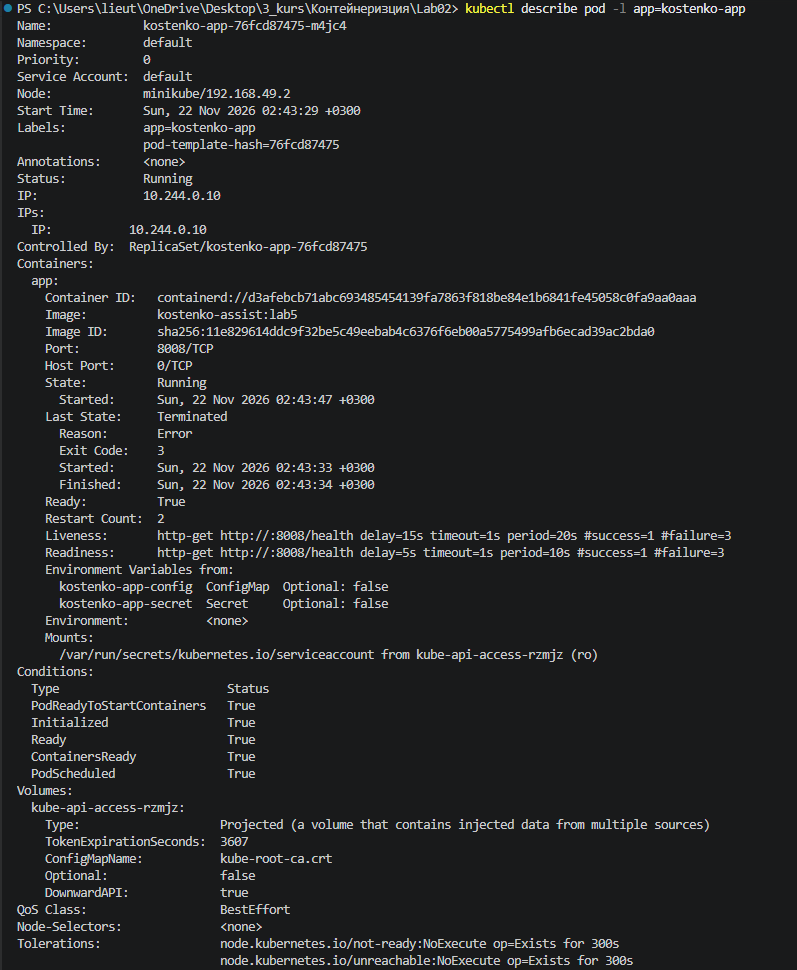 PS C:\Users\lieut\OneDrive\Desktop\3_kurs\Контейнеризция\Lab02> kubectl describe pod -l app=kostenko-app
Name:             kostenko-app-76fcd87475-m4jc4
Namespace:        default
Priority:         0
Service Account:  default
Node:             minikube/192.168.49.2
Start Time:       Sun, 22 Nov 2026 02:43:29 +0300
Labels:           app=kostenko-app
                  pod-template-hash=76fcd87475
Annotations:      <none>
Status:           Running
IP:               10.244.0.10
IPs:
  IP:           10.244.0.10
Controlled By:  ReplicaSet/kostenko-app-76fcd87475
Containers:
  app:
    Container ID:   containerd://d3afebcb71abc693485454139fa7863f818be84e1b6841fe45058c0fa9aa0aaa
    Image:          kostenko-assist:lab5
    Image ID:       sha256:11e829614ddc9f32be5c49eebab4c6376f6eb00a5775499afb6ecad39ac2bda0
    Port:           8008/TCP
    Host Port:      0/TCP
    State:          Running
      Started:      Sun, 22 Nov 2026 02:43:47 +0300
    Last State:     Terminated
      Reason:       Error
      Exit Code:    3
      Started:      Sun, 22 Nov 2026 02:43:33 +0300
      Finished:     Sun, 22 Nov 2026 02:43:34 +0300
    Ready:          True
    Restart Count:  2
    Liveness:       http-get http://:8008/health delay=15s timeout=1s period=20s #success=1 #failure=3
    Readiness:      http-get http://:8008/health delay=5s timeout=1s period=10s #success=1 #failure=3
    Environment Variables from:
      kostenko-app-config  ConfigMap  Optional: false
      kostenko-app-secret  Secret     Optional: false
    Environment:           <none>
    Mounts:
      /var/run/secrets/kubernetes.io/serviceaccount from kube-api-access-rzmjz (ro)
Conditions:
  Type                        Status
  PodReadyToStartContainers   True
  Initialized                 True
  Ready                       True
  ContainersReady             True
  PodScheduled                True
Volumes:
  kube-api-access-rzmjz:
    Type:                    Projected (a volume that contains injected data from multiple sources)
    TokenExpirationSeconds:  3607
    ConfigMapName:           kube-root-ca.crt
    Optional:                false
    DownwardAPI:             true
QoS Class:                   BestEffort
Node-Selectors:              <none>
Tolerations:                 node.kubernetes.io/not-ready:NoExecute op=Exists for 300s
                             node.kubernetes.io/unreachable:NoExecute op=Exists for 300s